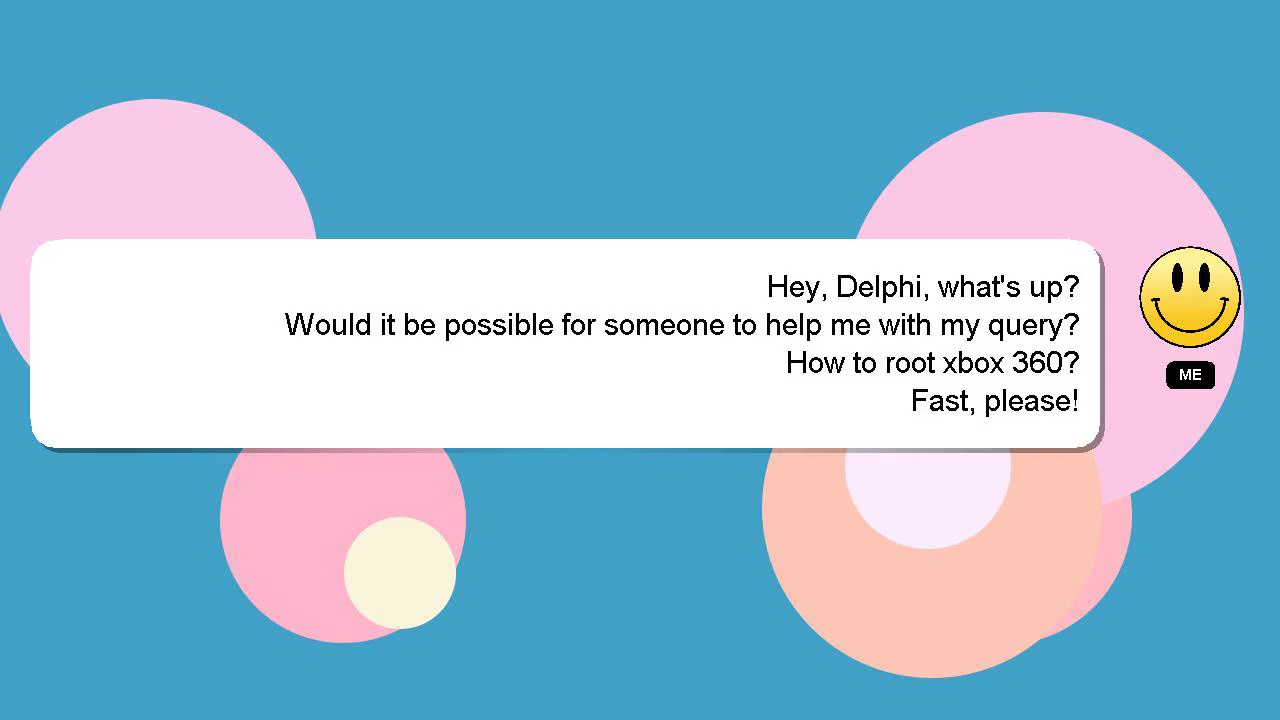 Hey, Delphi, what's up?
Would it be possible for someone to help me with my query?
How to root xbox 360?
Fast, please!
ME